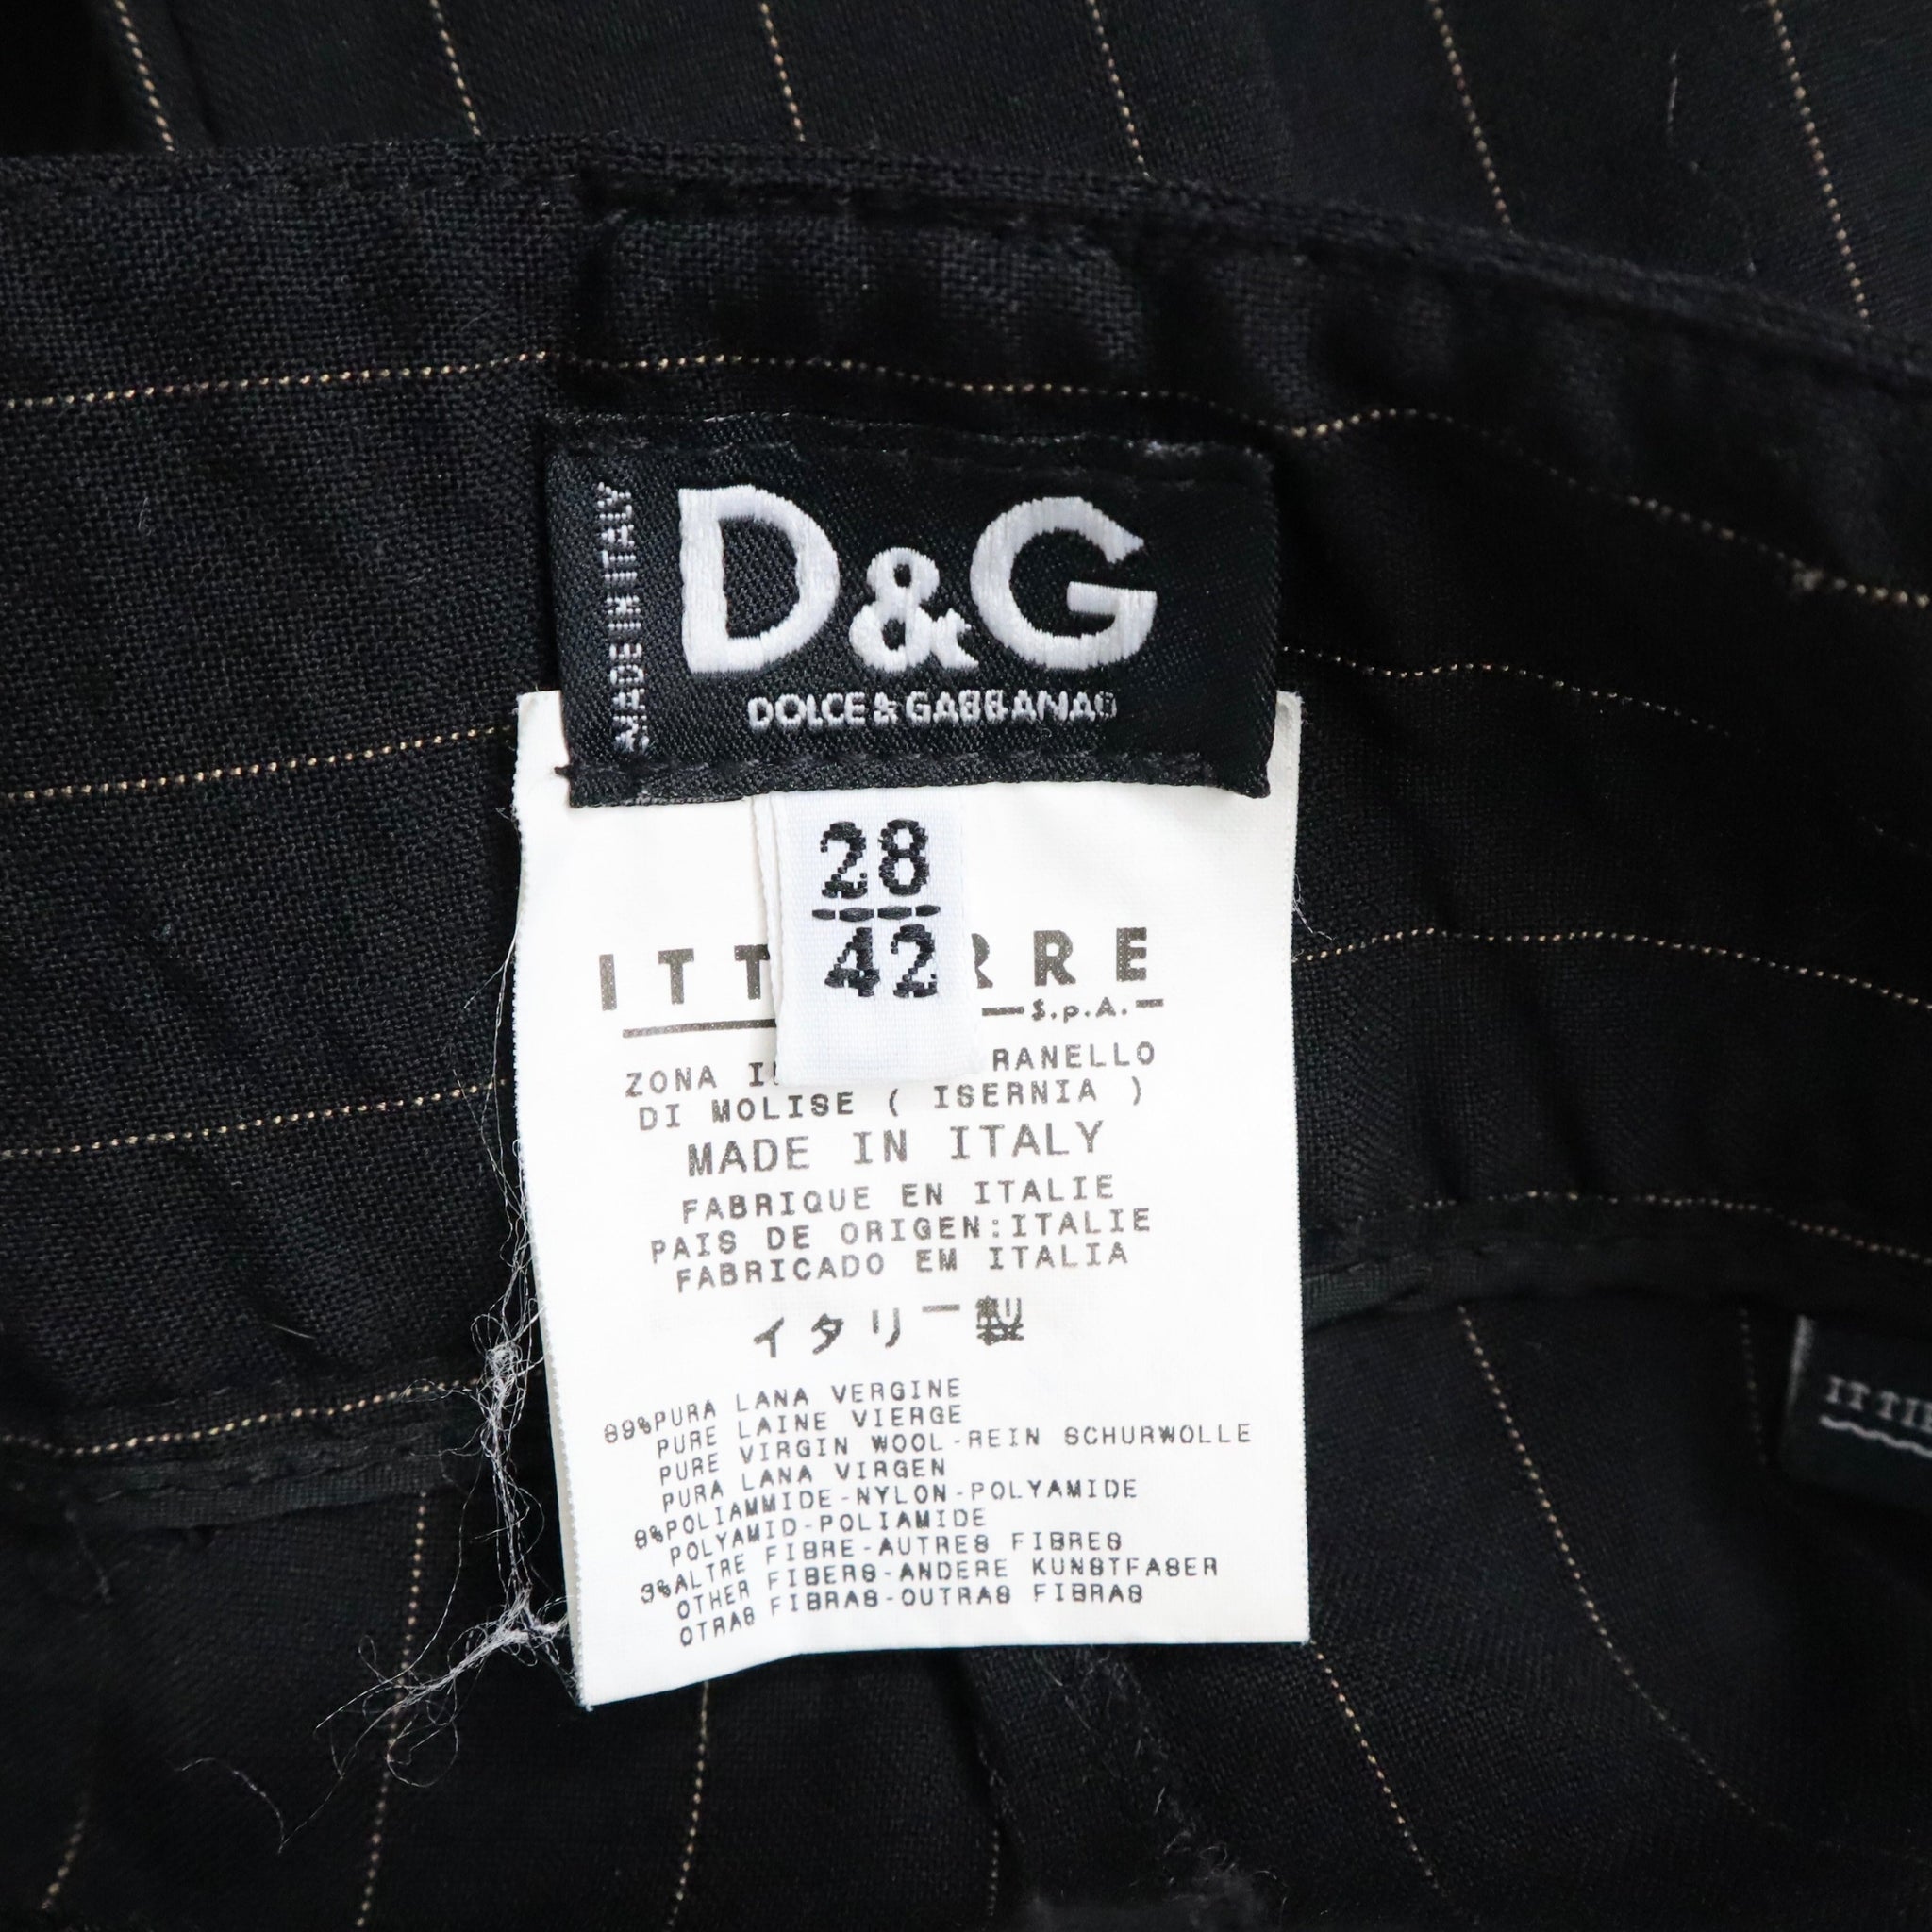 MADE IN ITALY
D&G
DOLCE & GABBANA
28
42
ITT RRE
S.p.A.
ZONA RANELLO
DI MOLISE ( ISERNIA )
MADE IN ITALY
FABRIQUE EN ITALIE
PAIS DE ORIGEN:ITALIE
FABRICADO EM ITALIA
イタリー製
89%PURA LANA VERGINE
PURE LAINE VIERGE
PURE VIRGIN WOOL-REIN SCHURWOLLE
PURA LANA VIRGEN
8%POLIAMMIDE-NYLON-POLYAMIDE
POLYAMID-POLIAMIDE
3%ALTRE FIBRE-AUTRES FIBRES
OTHER FIBERS-ANDERE KUNSTFASER
OTRAS FIBRAS-OUTRAS FIBRAS